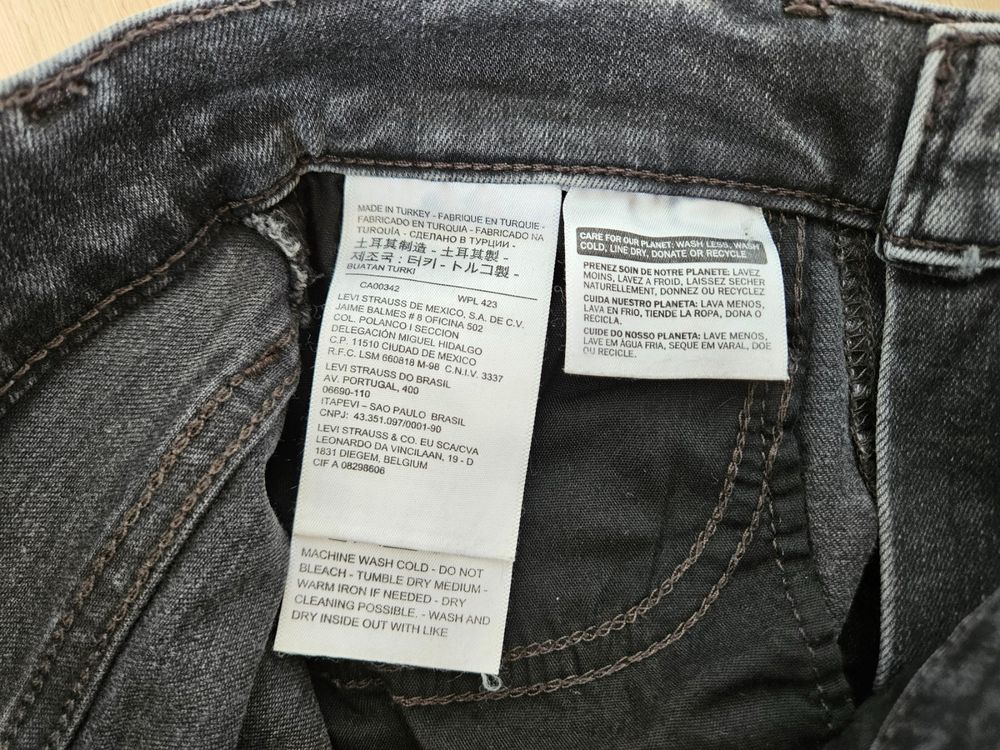 MADE IN TURKEY - FABRIQUE EN TURQUIE -
FABRICADO EN TURQUIA - FABRICADO NA
TURQUIA - СДЕЛАНО В ТУРЦИИ -
土耳其制造 - 土耳其製 -
제조국 : 터키 - トルコ製 -
BUATAN TURKI
CA00342 WPL 423
LEVI STRAUSS DE MEXICO, S.A. DE C.V.
JAIME BALMES # 8 OFICINA 502
COL. POLANCO I SECCION
DELEGACIÓN MIGUEL HIDALGO
C.P. 11510 CIUDAD DE MEXICO
R.F.C. LSM 660818 M-98 C.N.I.V. 3337
LEVI STRAUSS DO BRASIL
AV. PORTUGAL, 400
06690-110
ITAPEVI – SAO PAULO BRASIL
CNPJ: 43.351.097/0001-90
LEVI STRAUSS & CO. EU SCA/CVA
LEONARDO DA VINCILAAN, 19 - D
1831 DIEGEM, BELGIUM
CIF A 08298606
MACHINE WASH COLD - DO NOT
BLEACH - TUMBLE DRY MEDIUM -
WARM IRON IF NEEDED - DRY
CLEANING POSSIBLE. - WASH AND
DRY INSIDE OUT WITH LIKE
CARE FOR OUR PLANET: WASH LESS, WASH
COLD, LINE DRY, DONATE OR RECYCLE
PRENEZ SOIN DE NOTRE PLANETE: LAVEZ
MOINS, LAVEZ A FROID, LAISSEZ SECHER
NATURELLEMENT, DONNEZ OU RECYCLEZ
CUIDA NUESTRO PLANETA: LAVA MENOS,
LAVA EN FRIO, TIENDE LA ROPA, DONA O
RECICLA.
CUIDE DO NOSSO PLANETA: LAVE MENOS,
LAVE EM ÁGUA FRIA, SEQUE EM VARAL, DOE
OU RECICLE.